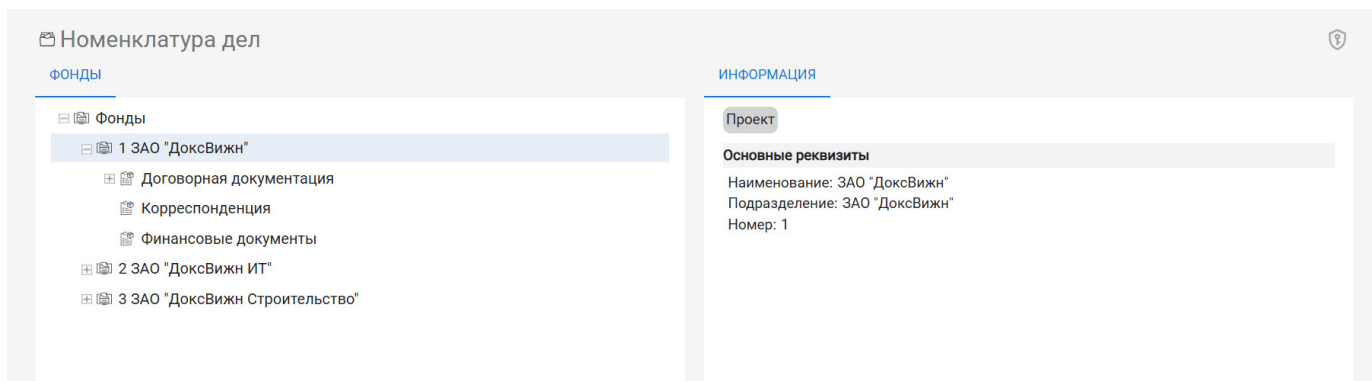 Номенклатура дел
ФОНДЫ
Фонды
1 ЗАО "ДоксВижн"
Договорная документация
Корреспонденция
Финансовые документы
2 ЗАО "ДоксВижн ИТ"
3 ЗАО "ДоксВижн Строительство"
ИНФОРМАЦИЯ
Проект
Основные реквизиты
Наименование: ЗАО "ДоксВижн"
Подразделение: ЗАО "ДоксВижн"
Номер: 1